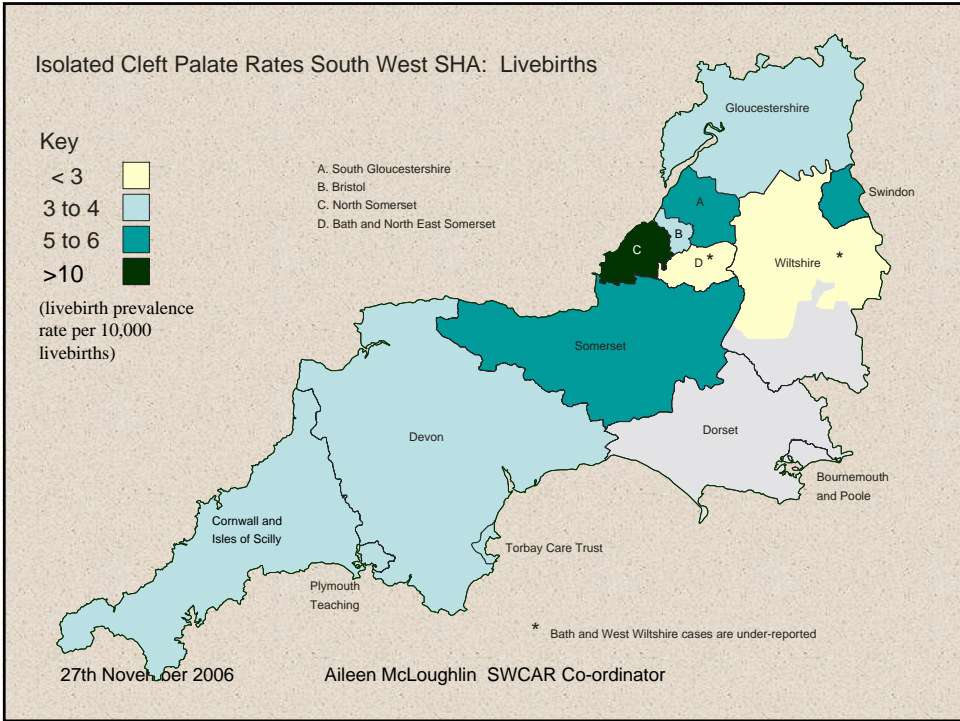 Isolated Cleft Palate Rates South West SHA:  Livebirths
Key
< 3
3 to 4
5 to 6
>10
(livebirth prevalence
rate per 10,000
livebirths)
A. South Gloucestershire
B. Bristol
C. North Somerset
D. Bath and North East Somerset
Gloucestershire
Swindon
A
B
C
D *
Wiltshire *
Somerset
Devon
Dorset
Bournemouth
and Poole
Cornwall and
Isles of Scilly
Torbay Care Trust
Plymouth
Teaching
* Bath and West Wiltshire cases are under-reported
27th November 2006
Aileen McLoughlin  SWCAR Co-ordinator